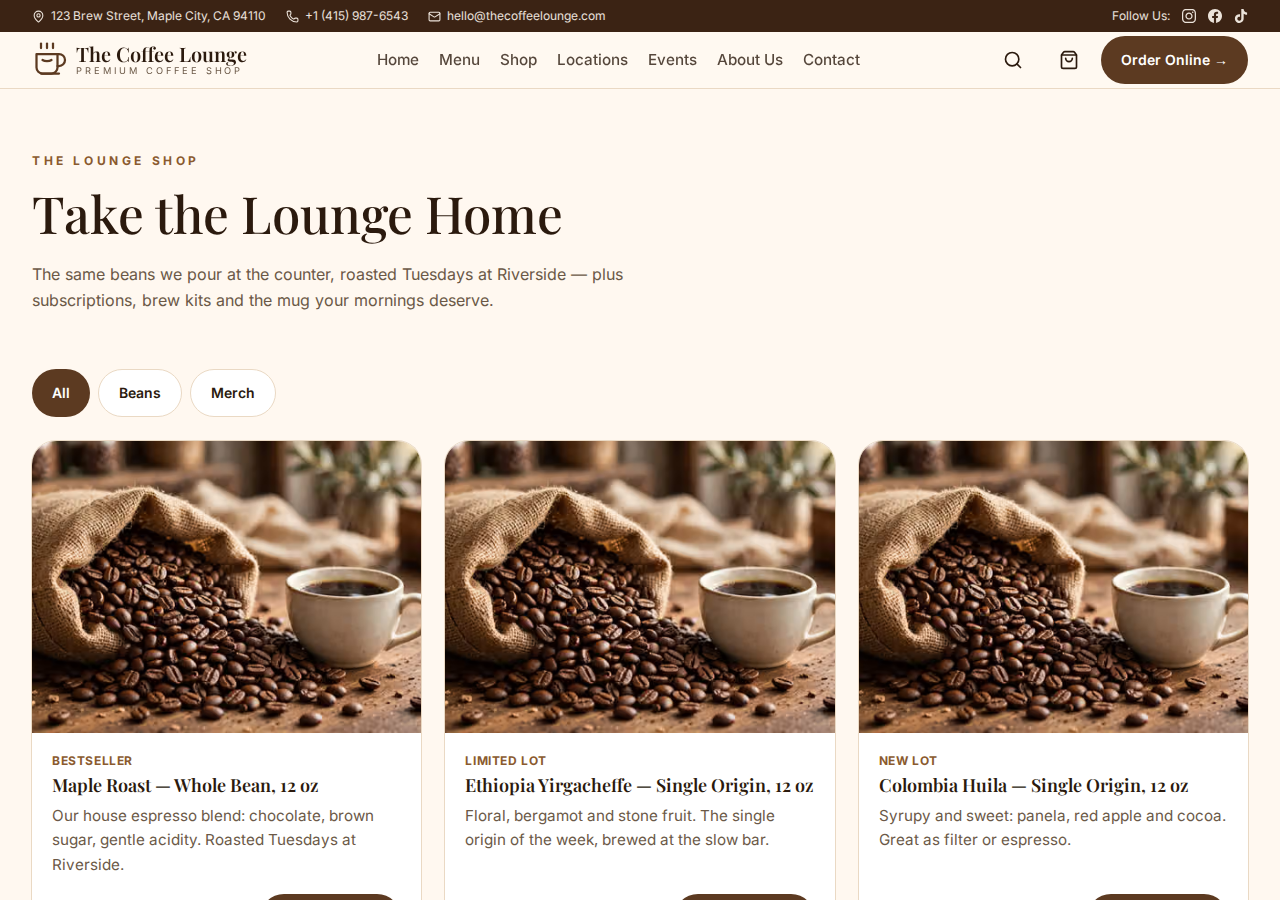 123 Brew Street, Maple City, CA 94110
+1 (415) 987-6543
hello@thecoffeelounge.com
Follow Us:
The Coffee Lounge
PREMIUM COFFEE SHOP
Home
Menu
Shop
Locations
Events
About Us
Contact
Order Online →
THE LOUNGE SHOP
Take the Lounge Home
The same beans we pour at the counter, roasted Tuesdays at Riverside — plus
subscriptions, brew kits and the mug your mornings deserve.
All
Beans
Merch
BESTSELLER
Maple Roast — Whole Bean, 12 oz
Our house espresso blend: chocolate, brown
sugar, gentle acidity. Roasted Tuesdays at
Riverside.
LIMITED LOT
Ethiopia Yirgacheffe — Single Origin, 12 oz
Floral, bergamot and stone fruit. The single
origin of the week, brewed at the slow bar.
NEW LOT
Colombia Huila — Single Origin, 12 oz
Syrupy and sweet: panela, red apple and cocoa.
Great as filter or espresso.